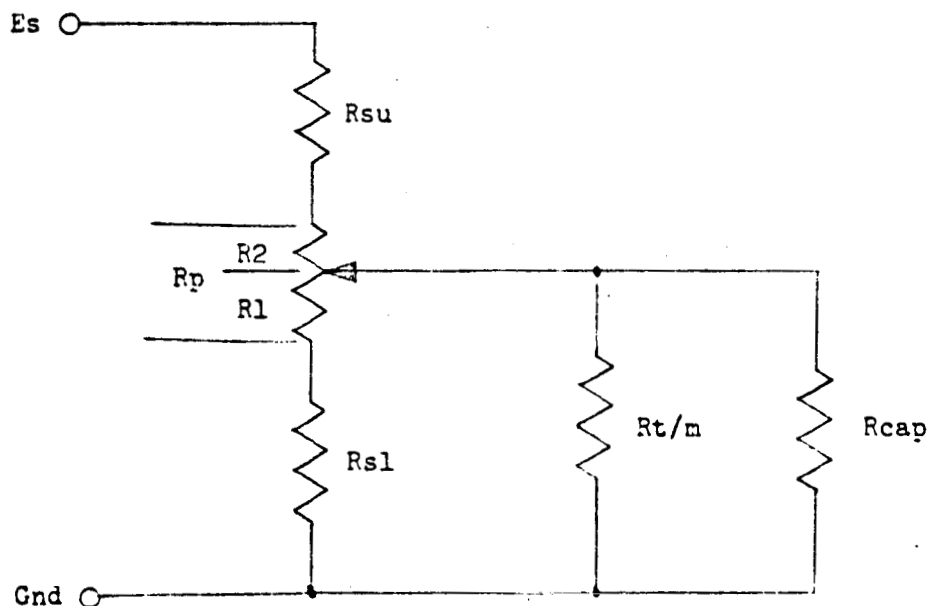 Es
Rsu
R2
Rp
R1
Rt/m
Rcap
Rsl
Gnd